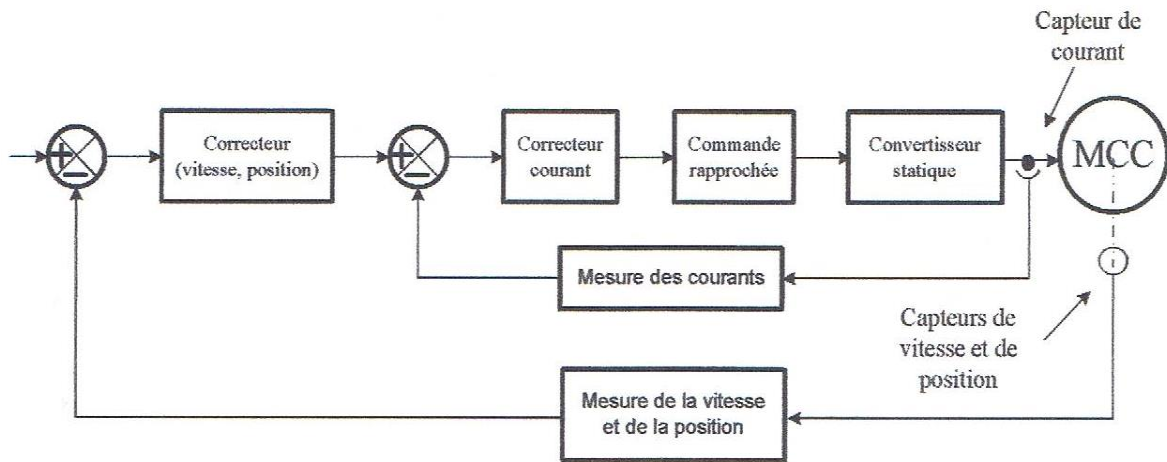 Capteur de
courant
Correcteur
(vitesse, position)
Correcteur
courant
Commande
rapprochée
Convertisseur
statique
MCC
Mesure des courants
Capteurs de
vitesse et de
position
Mesure de la vitesse
et de la position